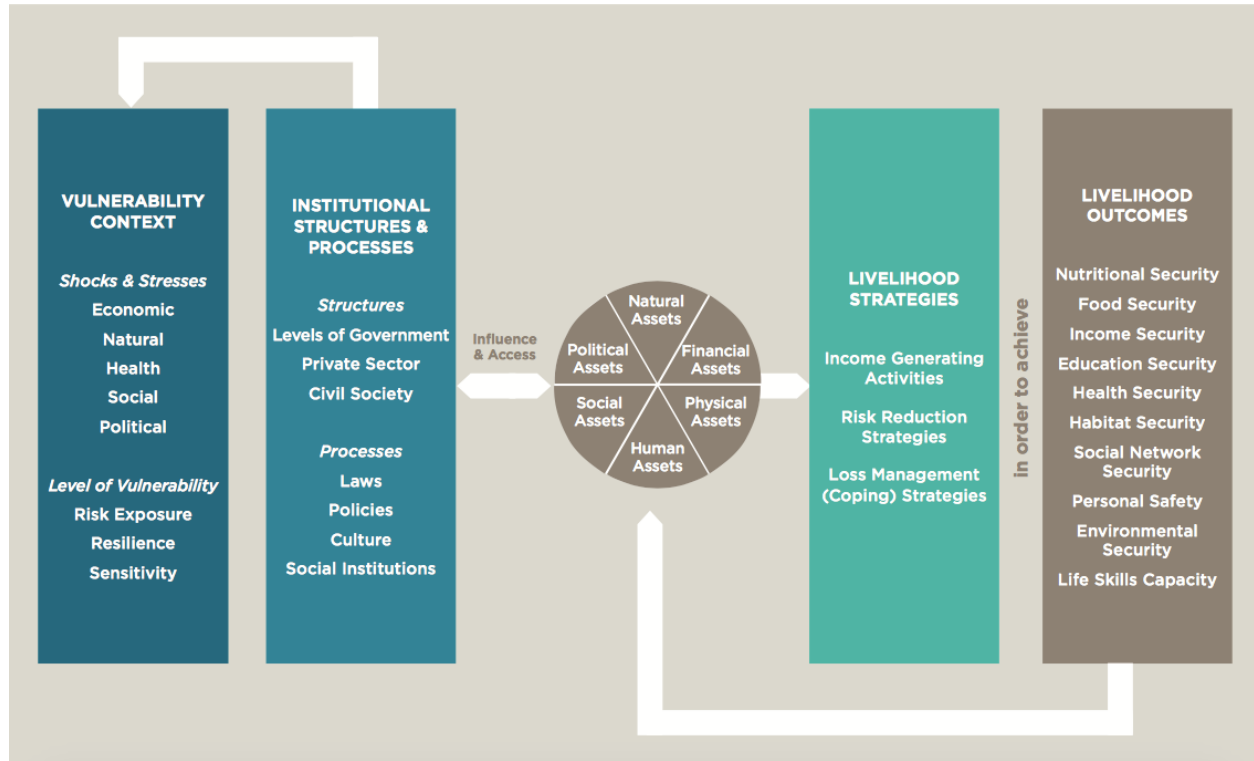 VULNERABILITY
CONTEXT
Shocks & Stresses
Economic
Natural
Health
Social
Political
Level of Vulnerability
Risk Exposure
Resilience
Sensitivity
INSTITUTIONAL
STRUCTURES &
PROCESSES
Structures
Levels of Government
Private Sector
Civil Society
Processes
Laws
Policies
Culture
Social Institutions
Influence
& Access
Natural
Assets
Political
Assets
Financial
Assets
Social
Assets
Physical
Assets
Human
Assets
LIVELIHOOD
STRATEGIES
Income Generating
Activities
Risk Reduction
Strategies
Loss Management
(Coping) Strategies
in order to achieve
LIVELIHOOD
OUTCOMES
Nutritional Security
Food Security
Income Security
Education Security
Health Security
Habitat Security
Social Network
Security
Personal Safety
Environmental
Security
Life Skills Capacity